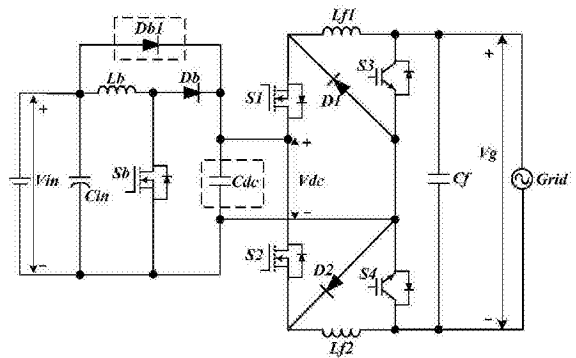 Db1
Lf1
S3
Lb
Db
S1
D1
+
+
+
Vin
Cin
Sb
Cdc
Vdc
Vg
Cf
Grid
-
S2
D2
S4
-
-
Lf2